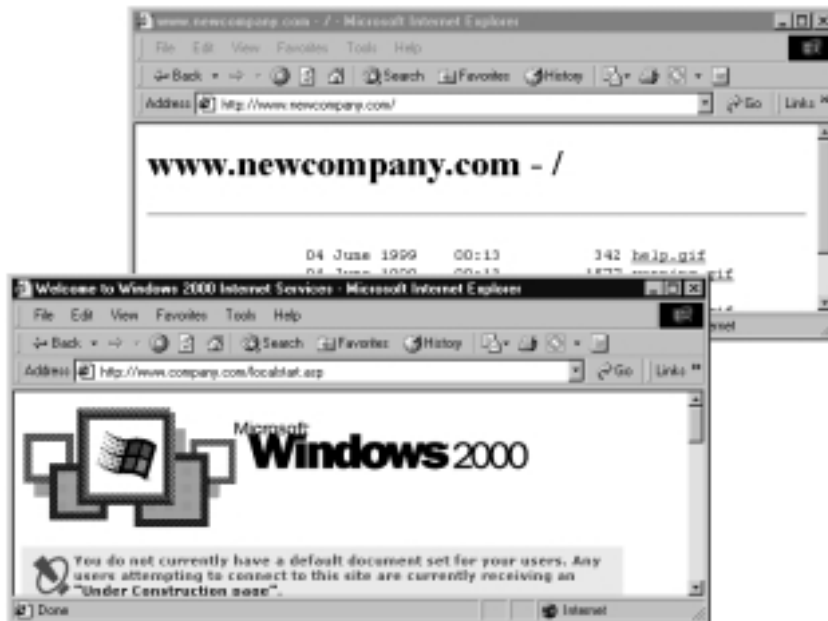 www.newcompany.com - / - Microsoft Internet Explorer
File Edit View Favorites Tools Help
Back Search Favorites History
Address http://www.newcompany.com/ Go Links »
www.newcompany.com - /
04 June 1999 00:13 342 help.gif
Welcome to Windows 2000 Internet Services - Microsoft Internet Explorer
File Edit View Favorites Tools Help
Back Search Favorites History
Address http://www.company.com/localstart.asp Go Links »
Microsoft
Windows 2000
You do not currently have a default document set for your users. Any
users attempting to connect to this site are currently receiving an
"Under Construction page".
Done Internet